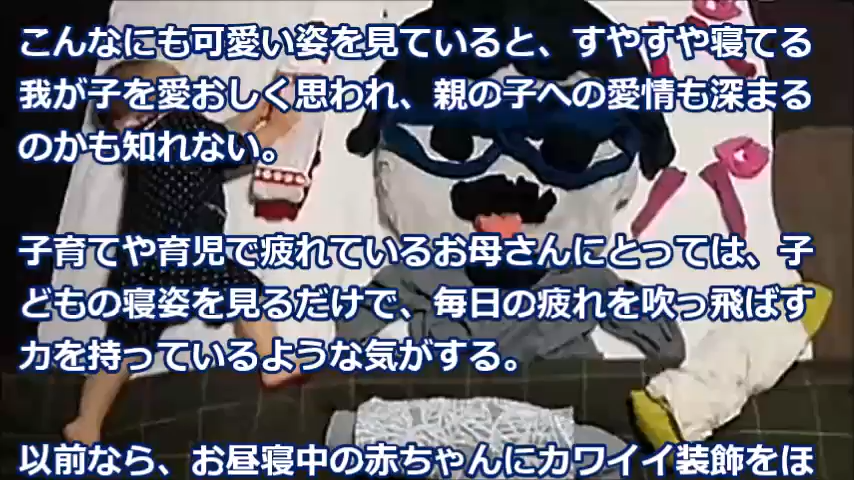 こんなにも可愛い姿を見ていると、すやすや寝てる
我が子を愛おしく思われ、親の子への愛情も深まる
のかも知れない。
子育てや育児で疲れているお母さんにとっては、子
どもの寝姿を見るだけで、毎日の疲れを吹っ飛ばす
力を持っているような気がする。
以前なら、お昼寝中の赤ちゃんにカワイイ装飾をほ